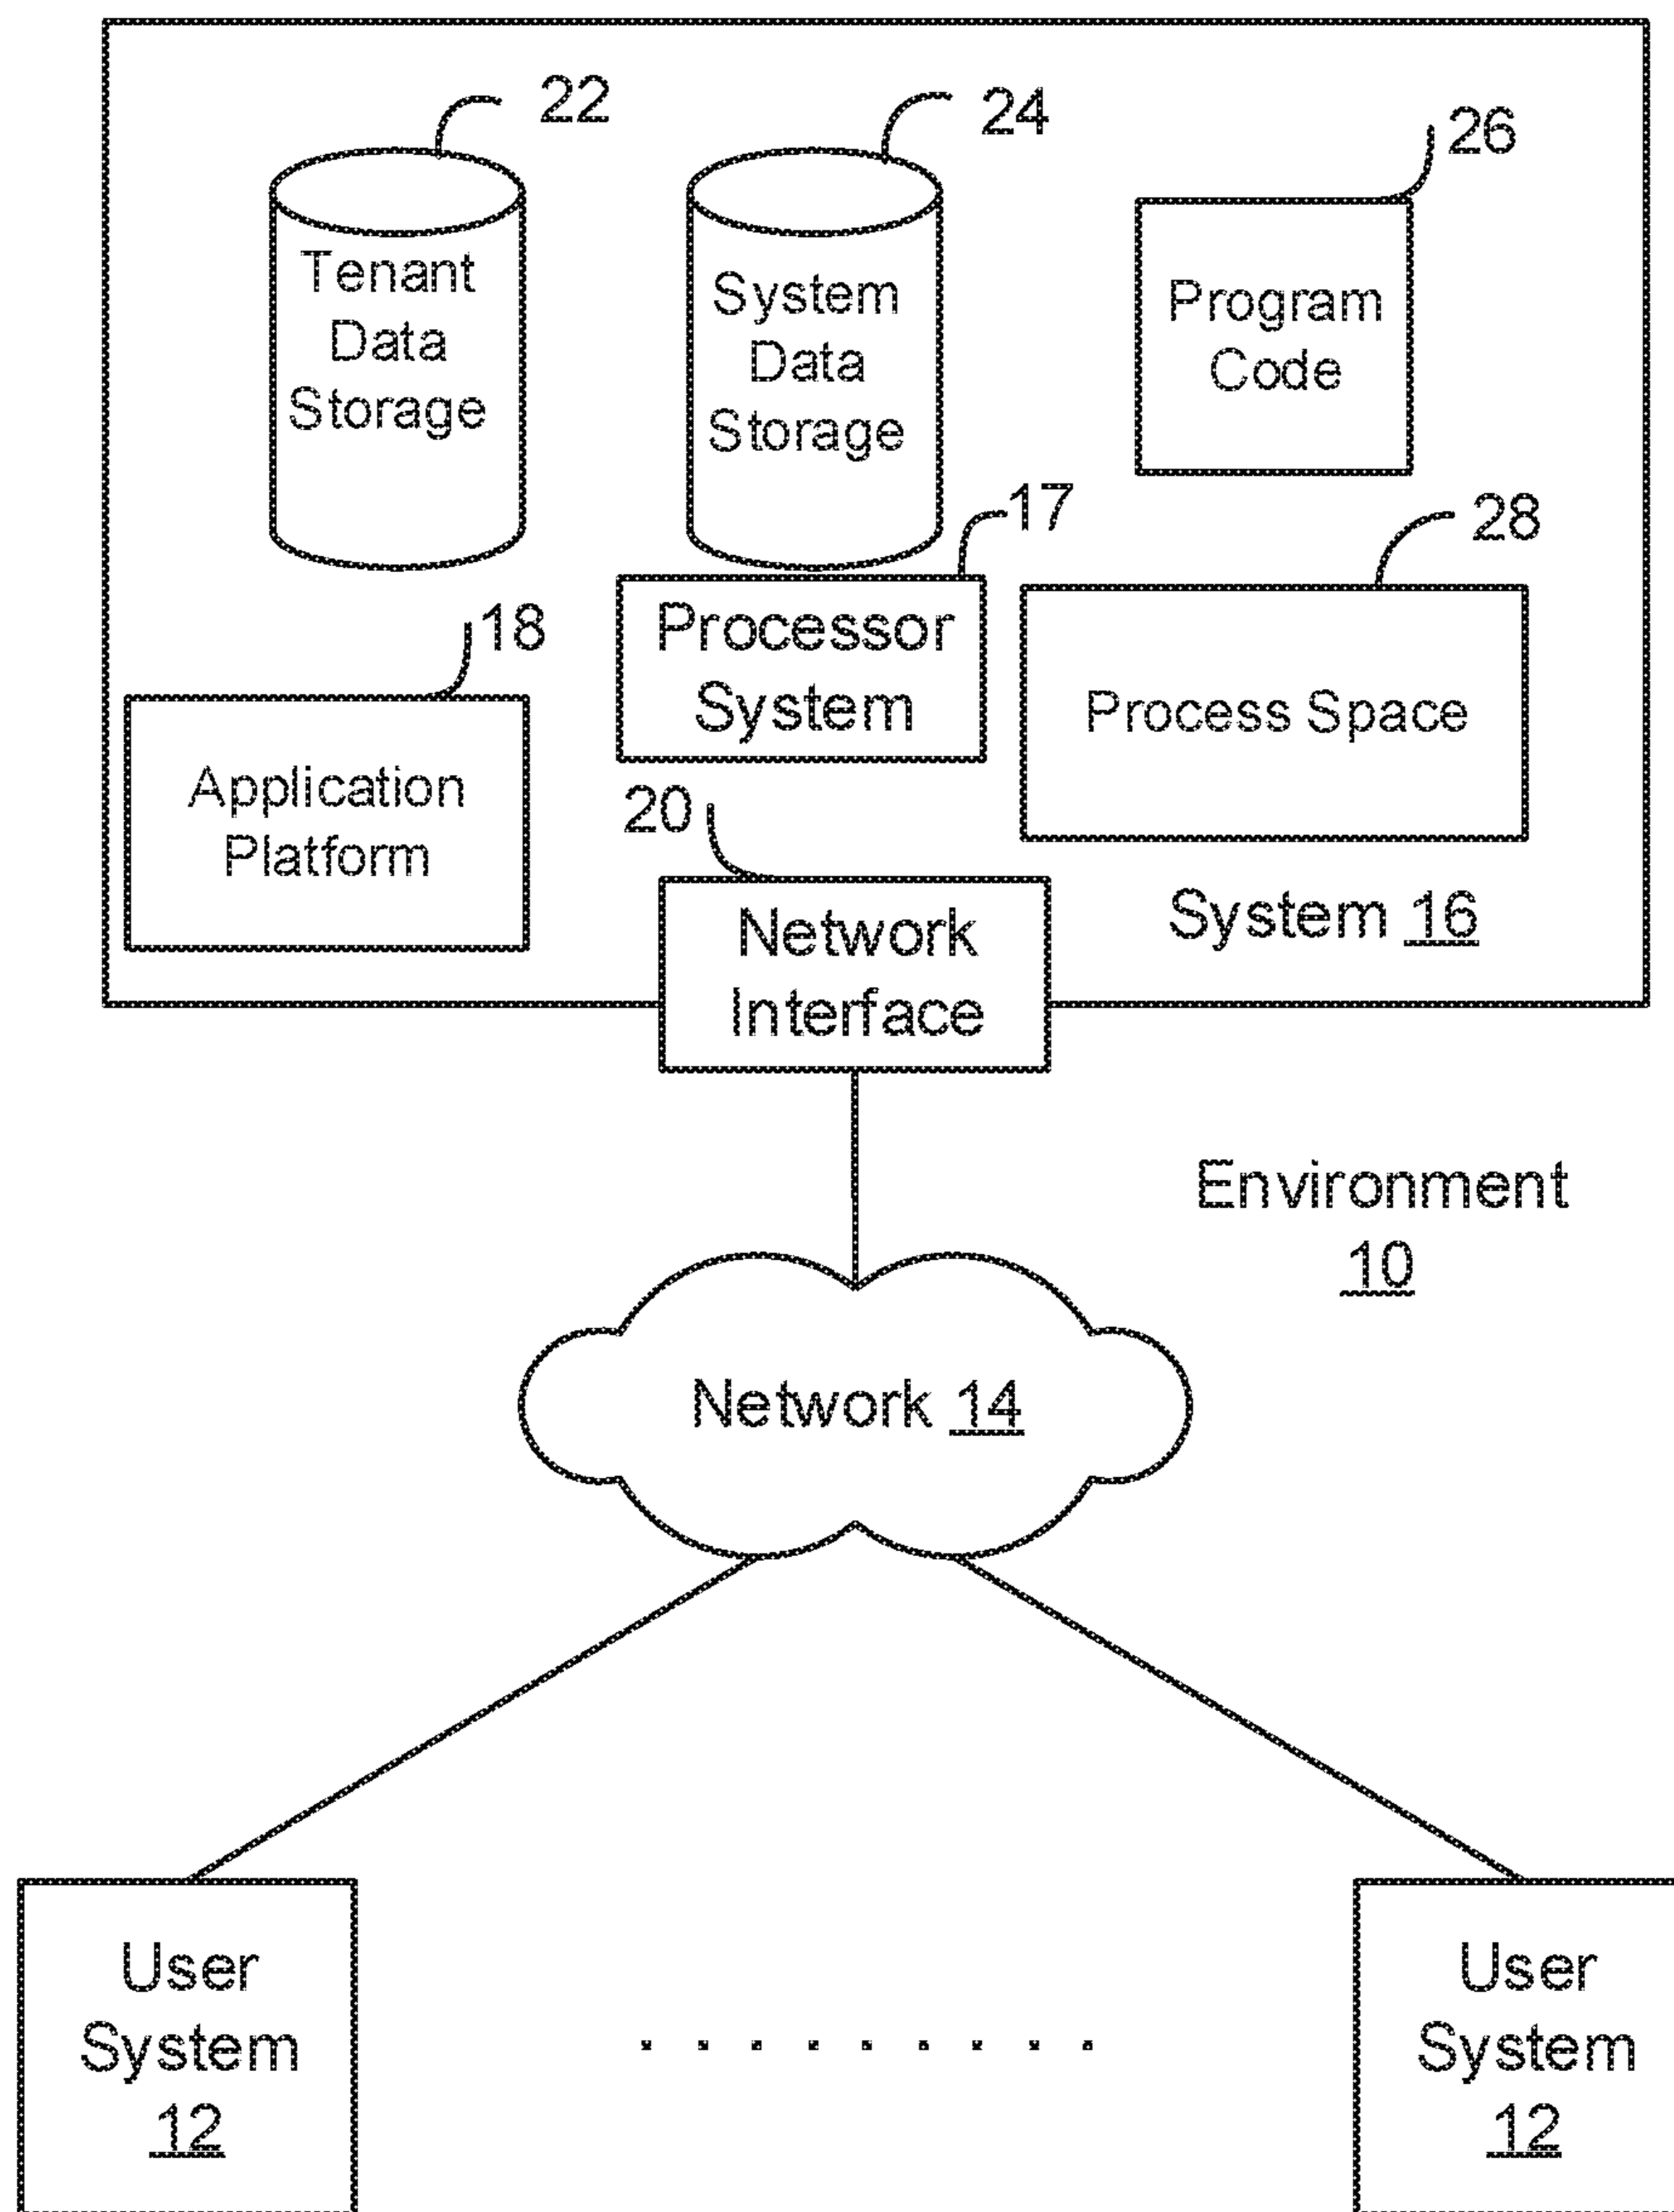 22
24
26
Tenant
Data
Storage
System
Data
Storage
Program
Code
17
28
18
Processor
System
Process Space
Application
Platform
20
Network
Interface
System 16
Environment
10
Network 14
User
System
12
User
System
12